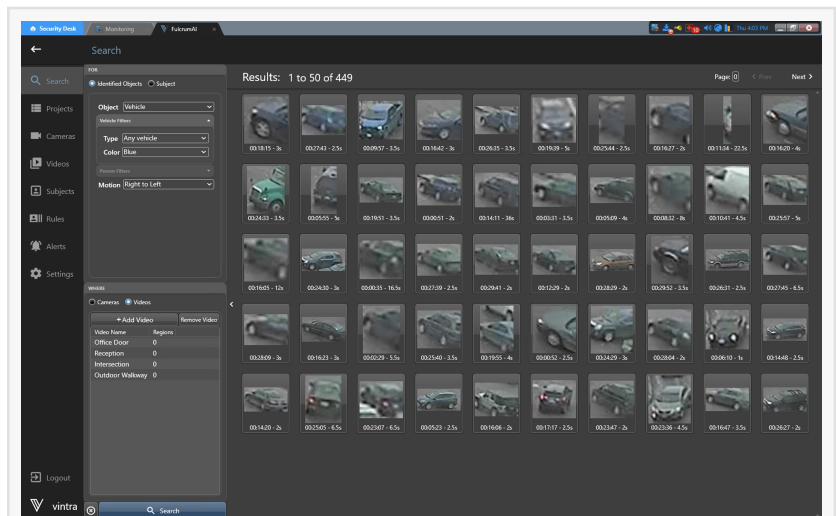 Security Desk
Monitoring
FulcrumAI
10
Thu 4:03 PM
Search
Search
Projects
Cameras
Videos
Subjects
Rules
Alerts
Settings
Logout
vintra
FOR
Identified Objects
Subject
Object Vehicle
Vehicle Filters
Type Any vehicle
Color Blue
Person Filters
Motion Right to Left
WHERE
Cameras Videos
+ Add Video Remove Video
Video Name Regions
Office Door 0
Reception 0
Intersection 0
Outdoor Walkway 0
Search
Results: 1 to 50 of 449
Page: 0 < Prev Next >
00:18:15 - 3s 00:27:43 - 2.5s 00:09:57 - 3.5s 00:16:42 - 3s 00:26:35 - 3.5s 00:19:39 - 5s 00:25:44 - 2.5s 00:16:27 - 2s 00:11:34 - 22.5s 00:16:20 - 4s
00:24:33 - 3.5s 00:05:55 - 5s 00:19:51 - 3.5s 00:00:51 - 2s 00:14:11 - 36s 00:03:31 - 3.5s 00:05:09 - 4s 00:08:32 - 8s 00:10:41 - 4.5s 00:25:57 - 5s
00:16:05 - 12s 00:24:30 - 3s 00:00:35 - 16.5s 00:27:39 - 2.5s 00:29:41 - 2s 00:12:29 - 2s 00:28:29 - 2s 00:29:52 - 3.5s 00:26:31 - 2.5s 00:27:45 - 6.5s
00:28:09 - 3s 00:16:23 - 3s 00:02:29 - 5.5s 00:25:40 - 3.5s 00:19:55 - 4s 00:00:52 - 2.5s 00:24:29 - 3s 00:28:04 - 2s 00:06:10 - 1s 00:14:48 - 2.5s
00:14:20 - 2s 00:25:05 - 6.5s 00:23:07 - 6.5s 00:05:23 - 2.5s 00:16:06 - 2s 00:17:17 - 2.5s 00:23:47 - 2s 00:23:36 - 4.5s 00:16:47 - 3.5s 00:26:27 - 2s